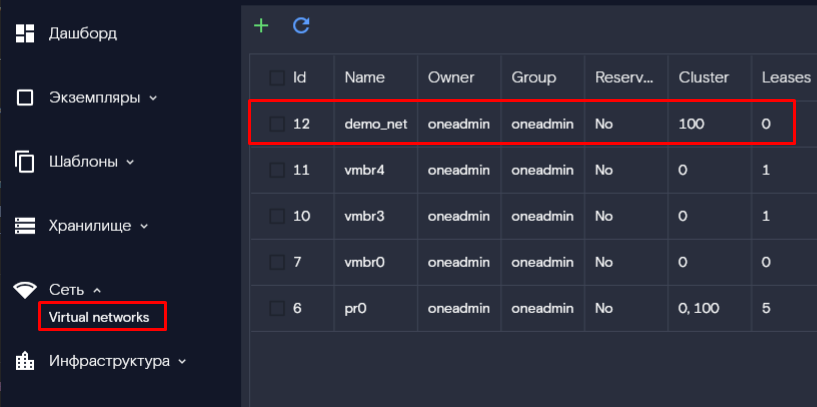 Дашборд
Экземпляры
Шаблоны
Хранилище
Сеть
Virtual networks
Инфраструктура
Id Name Owner Group Reserv... Cluster Leases
12 demo_net oneadmin oneadmin No 100 0
11 vmbr4 oneadmin oneadmin No 0 1
10 vmbr3 oneadmin oneadmin No 0 1
7 vmbr0 oneadmin oneadmin No 0 0
6 pr0 oneadmin oneadmin No 0, 100 5